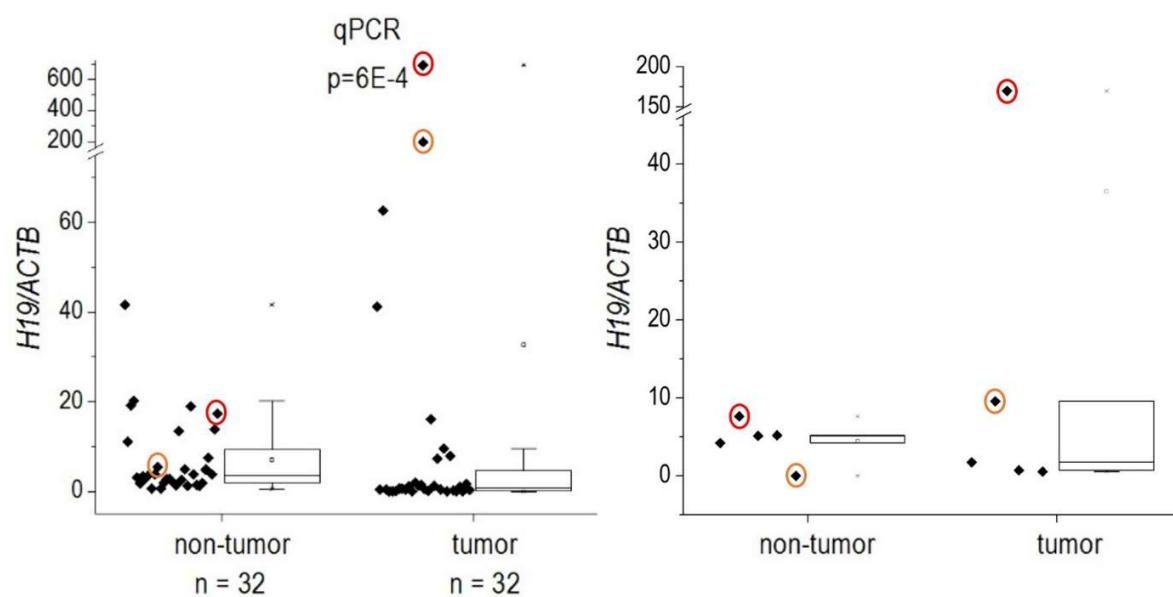 qPCR
p=6E-4
H19/ACTB
600
400
200
60
40
20
0
non-tumor
tumor
n = 32
n = 32
H19/ACTB
200
150
40
30
20
10
0
non-tumor
tumor